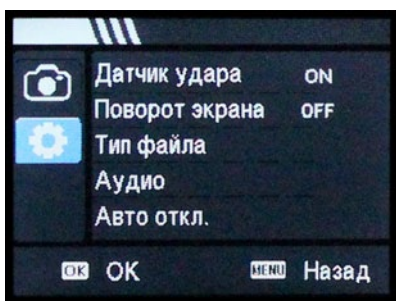 Датчик удара ON
Поворот экрана OFF
Тип файла
Аудио
Авто откл.
OK OK MENU Назад